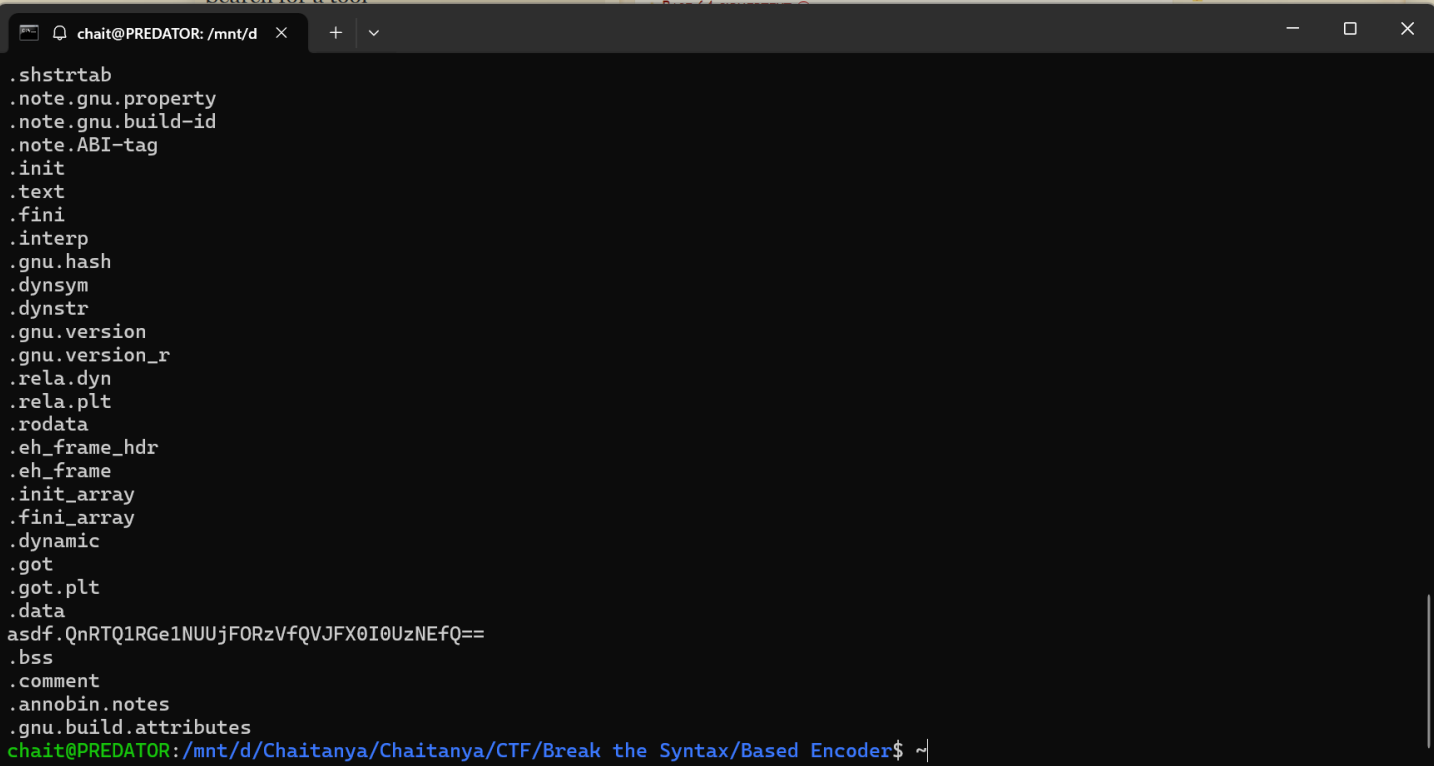 chait@PREDATOR: /mnt/d
.shstrtab
.note.gnu.property
.note.gnu.build-id
.note.ABI-tag
.init
.text
.fini
.interp
.gnu.hash
.dynsym
.dynstr
.gnu.version
.gnu.version_r
.rela.dyn
.rela.plt
.rodata
.eh_frame_hdr
.eh_frame
.init_array
.fini_array
.dynamic
.got
.got.plt
.data
asdf.QnRTQ1RGe1NUUjFORzVfQVJFX0I0UzNEfQ==
.bss
.comment
.annobin.notes
.gnu.build.attributes
chait@PREDATOR:/mnt/d/Chaitanya/Chaitanya/CTF/Break the Syntax/Based Encoder$ ~